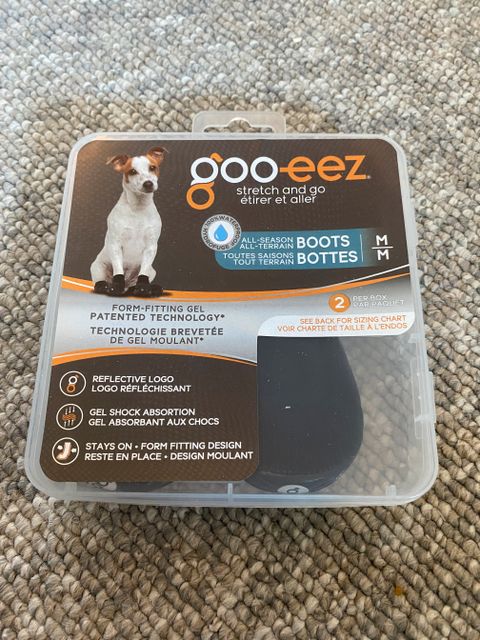 goo-eez®
stretch and go
étirer et aller
100% WATERPROOF
ALL-SEASON
ALL-TERRAIN BOOTS
TOUTES SAISONS
TOUT TERRAIN BOTTES
M
M
2 PER BOX
PAR PAQUET
SEE BACK FOR SIZING CHART
VOIR CHARTE DE TAILLE À L'ENDOS
FORM-FITTING GEL
PATENTED TECHNOLOGY*
TECHNOLOGIE BREVETÉE
DE GEL MOULANT*
REFLECTIVE LOGO
LOGO RÉFLÉCHISSANT
GEL SHOCK ABSORTION
GEL ABSORBANT AUX CHOCS
STAYS ON • FORM FITTING DESIGN
RESTE EN PLACE • DESIGN MOULANT